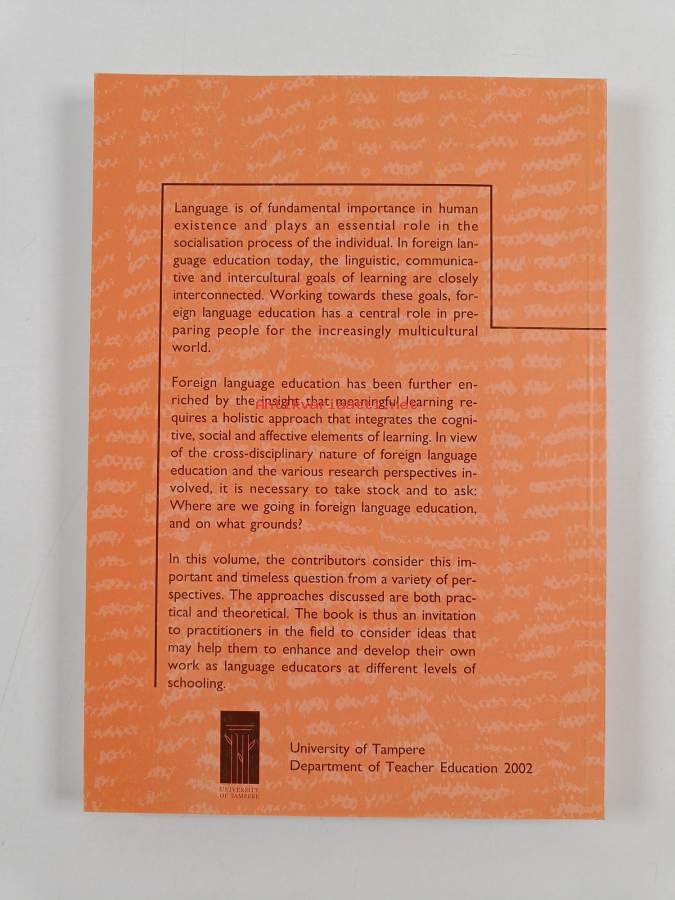 Language is of fundamental importance in human
existence and plays an essential role in the
socialisation process of the individual. In foreign lan-
guage education today, the linguistic, communica-
tive and intercultural goals of learning are closely
interconnected. Working towards these goals, for-
eign language education has a central role in pre-
paring people for the increasingly multicultural
world.
Foreign language education has been further en-
riched by the insight that meaningful learning re-
quires a holistic approach that integrates the cogni-
tive, social and affective elements of learning. In view
of the cross-disciplinary nature of foreign language
education and the various research perspectives in-
volved, it is necessary to take stock and to ask:
Where are we going in foreign language education,
and on what grounds?
In this volume, the contributors consider this im-
portant and timeless question from a variety of per-
spectives. The approaches discussed are both prac-
tical and theoretical. The book is thus an invitation
to practitioners in the field to consider ideas that
may help them to enhance and develop their own
work as language educators at different levels of
schooling.
University of Tampere
Department of Teacher Education 2002
UNIVERSITY
OF TAMPERE